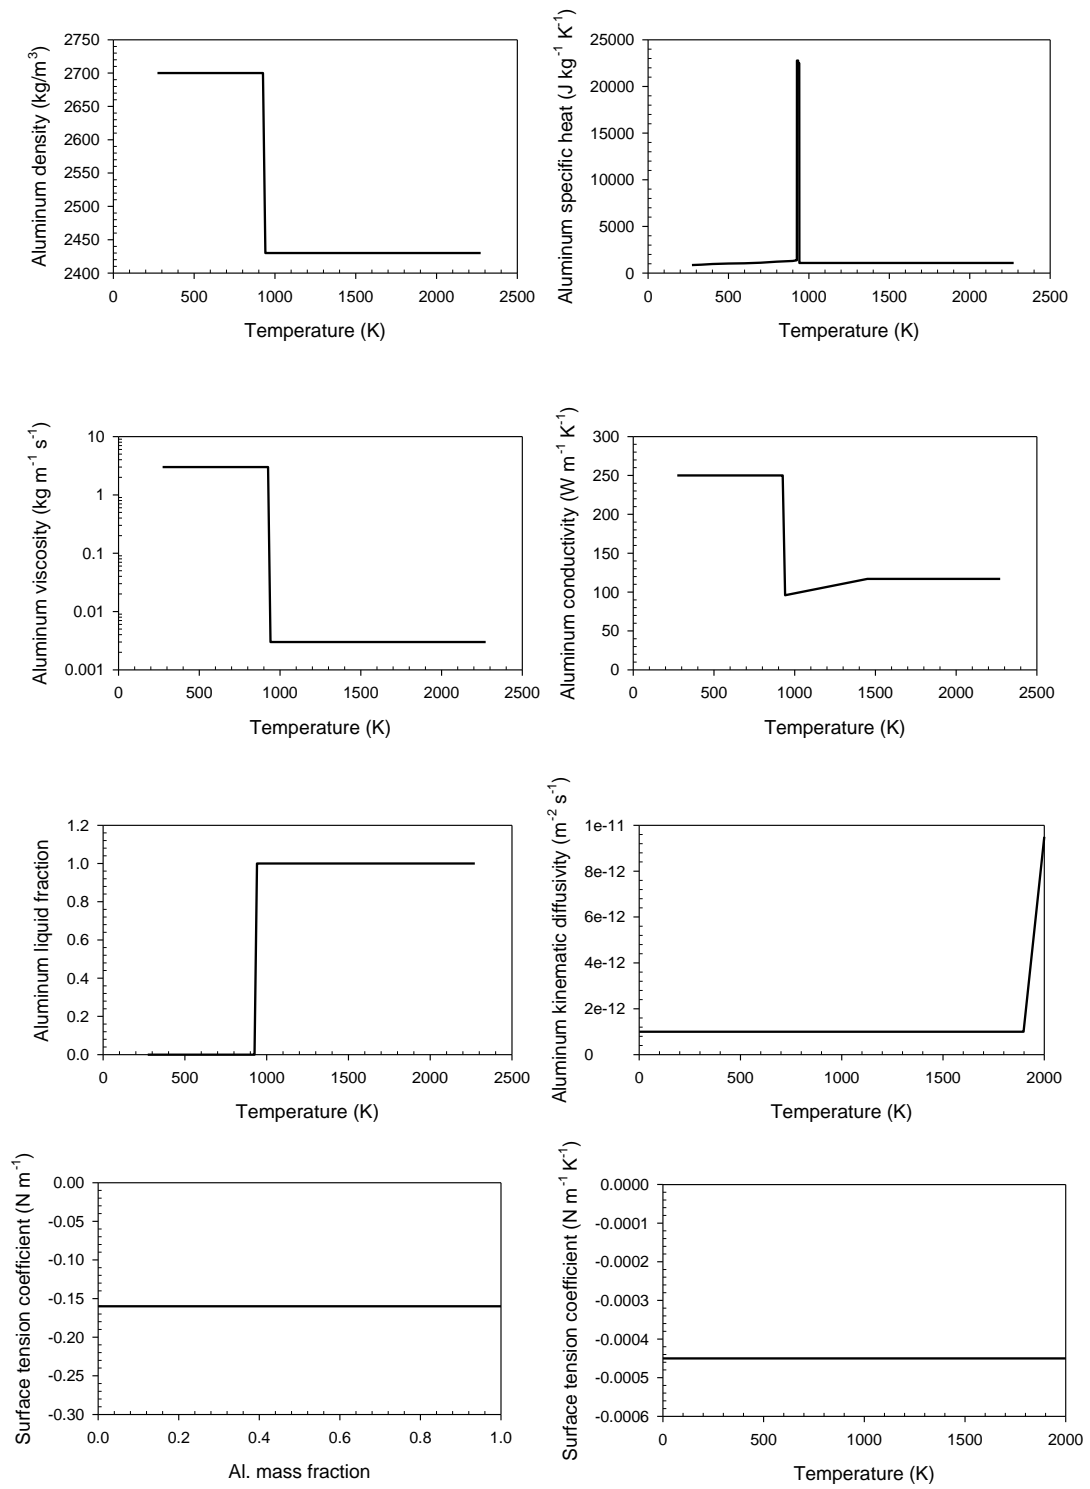 Aluminum density (kg/m³)
2750
2700
2650
2600
2550
2500
2450
2400
0 500 1000 1500 2000 2500
Temperature (K)
Aluminum specific heat (J kg⁻¹ K⁻¹)
25000
20000
15000
10000
5000
0
0 500 1000 1500 2000 2500
Temperature (K)
Aluminum viscosity (kg m⁻¹ s⁻¹)
10
1
0.1
0.01
0.001
0 500 1000 1500 2000 2500
Temperature (K)
Aluminum conductivity (W m⁻¹ K⁻¹)
300
250
200
150
100
50
0
0 500 1000 1500 2000 2500
Temperature (K)
Aluminum liquid fraction
1.2
1.0
0.8
0.6
0.4
0.2
0.0
0 500 1000 1500 2000 2500
Temperature (K)
Aluminum kinematic diffusivity (m⁻² s⁻¹)
1e-11
8e-12
6e-12
4e-12
2e-12
0
0 500 1000 1500 2000
Temperature (K)
Surface tension coefficient (N m⁻¹)
0.00
-0.05
-0.10
-0.15
-0.20
-0.25
-0.30
0.0 0.2 0.4 0.6 0.8 1.0
Al. mass fraction
Surface tension coefficient (N m⁻¹ K⁻¹)
0.0000
-0.0001
-0.0002
-0.0003
-0.0004
-0.0005
-0.0006
0 500 1000 1500 2000
Temperature (K)